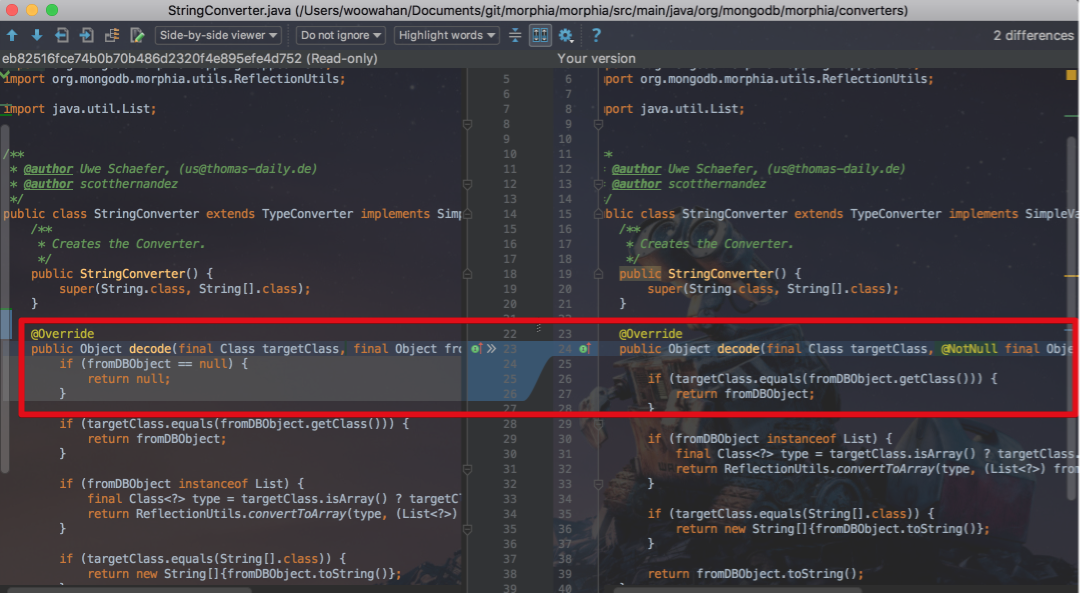 StringConverter.java (/Users/woowahan/Documents/git/morphia/morphia/src/main/java/org/mongodb/morphia/converters)
Side-by-side viewer Do not ignore Highlight words ? 2 differences
eb82516fce74b0b70b486d2320f4e895efe4d752 (Read-only)
import org.mongodb.morphia.utils.ReflectionUtils;
import java.util.List;
/**
* @author Uwe Schaefer, (us@thomas-daily.de)
* @author scotthernandez
*/
public class StringConverter extends TypeConverter implements Simp
/**
* Creates the Converter.
*/
public StringConverter() {
super(String.class, String[].class);
}
@Override
public Object decode(final Class targetClass, final Object fro
if (fromDBObject == null) {
return null;
}
if (targetClass.equals(fromDBObject.getClass())) {
return fromDBObject;
}
if (fromDBObject instanceof List) {
final Class<?> type = targetClass.isArray() ? targetCl
return ReflectionUtils.convertToArray(type, (List<?>)
}
if (targetClass.equals(String[].class)) {
return new String[]{fromDBObject.toString()};
5 6
6 7
7 8
8 9
9 10
10 11
11 12
12 13
13 14
14 15
15 16
16 17
17 18
18 19
19 20
20 21
22 23
23 24
24 25
25 26
26 27
27 28
28 29
29 30
30 31
31 32
32 33
33 34
34 35
35 36
36 37
37 38
38 39
39 40
Your version
port org.mongodb.morphia.utils.ReflectionUtils;
port java.util.List;
*
* @author Uwe Schaefer, (us@thomas-daily.de)
* @author scotthernandez
/
blic class StringConverter extends TypeConverter implements SimpleVa
/**
* Creates the Converter.
*/
public StringConverter() {
super(String.class, String[].class);
}
@Override
public Object decode(final Class targetClass, @NotNull final Obje
if (targetClass.equals(fromDBObject.getClass())) {
return fromDBObject;
}
if (fromDBObject instanceof List) {
final Class<?> type = targetClass.isArray() ? targetClass.
return ReflectionUtils.convertToArray(type, (List<?>) from
}
if (targetClass.equals(String[].class)) {
return new String[]{fromDBObject.toString()};
}
return fromDBObject.toString();